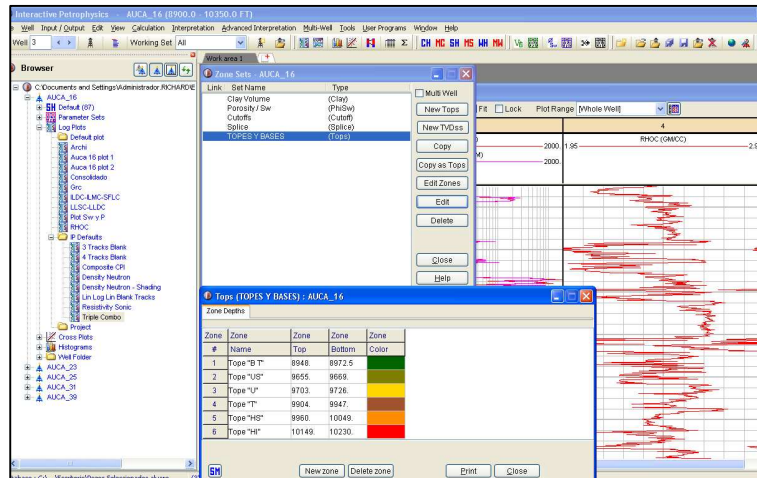 Interactive Petrophysics - AUCA_16 (8900.0 - 10350.0 FT)
Well Input / Output Edit View Calculation Interpretation Advanced Interpretation Multi-Well Tools User Programs Window Help
Well 3 Working Set All
CH MC SH MS WH MW
Work area 1
Browser
C:\Documents and Settings\Administrador.RICHARD\E
AUCA_16
Default (87)
Parameter Sets
Log Plots
Default plot
Archi
Auca 16 plot 1
Auca 16 plot 2
Consolidado
Grc
ILDC-ILMC-SFLC
LLSC-LLDC
Plot Sw y P
RHOC
IP Defaults
3 Tracks Blank
4 Tracks Blank
Composite CPI
Density Neutron
Density Neutron - Shading
Lin Log Lin Blank Tracks
Resistivity Sonic
Triple Combo
Project
Cross Plots
Histograms
Well Folder
AUCA_23
AUCA_25
AUCA_31
AUCA_39
Zone Sets - AUCA_16
Link Set Name Type
Clay Volume (Clay)
Porosity / Sw (PhiSw)
Cutoffs (Cutoff)
Splice (Splice)
TOPES Y BASES (Tops)
Multi Well
New Tops
New TVDss
Copy
Copy as Tops
Edit Zones
Edit
Delete
Close
Help
Fit Lock Plot Range [Whole Well]
4
2000. 1.95 RHOC (GM/CC) 2.9
2000.
Tops (TOPES Y BASES) : AUCA_16
Zone Depths
Zone Zone Zone Zone Zone
# Name Top Bottom Color
1 Tope "B T" 8948. 8972.5
2 Tope "US" 9655. 9669.
3 Tope "U" 9703. 9726.
4 Tope "T" 9904. 9947.
5 Tope "HS" 9960. 10049.
6 Tope "HI" 10149. 10230.
SM New zone Delete zone Print Close